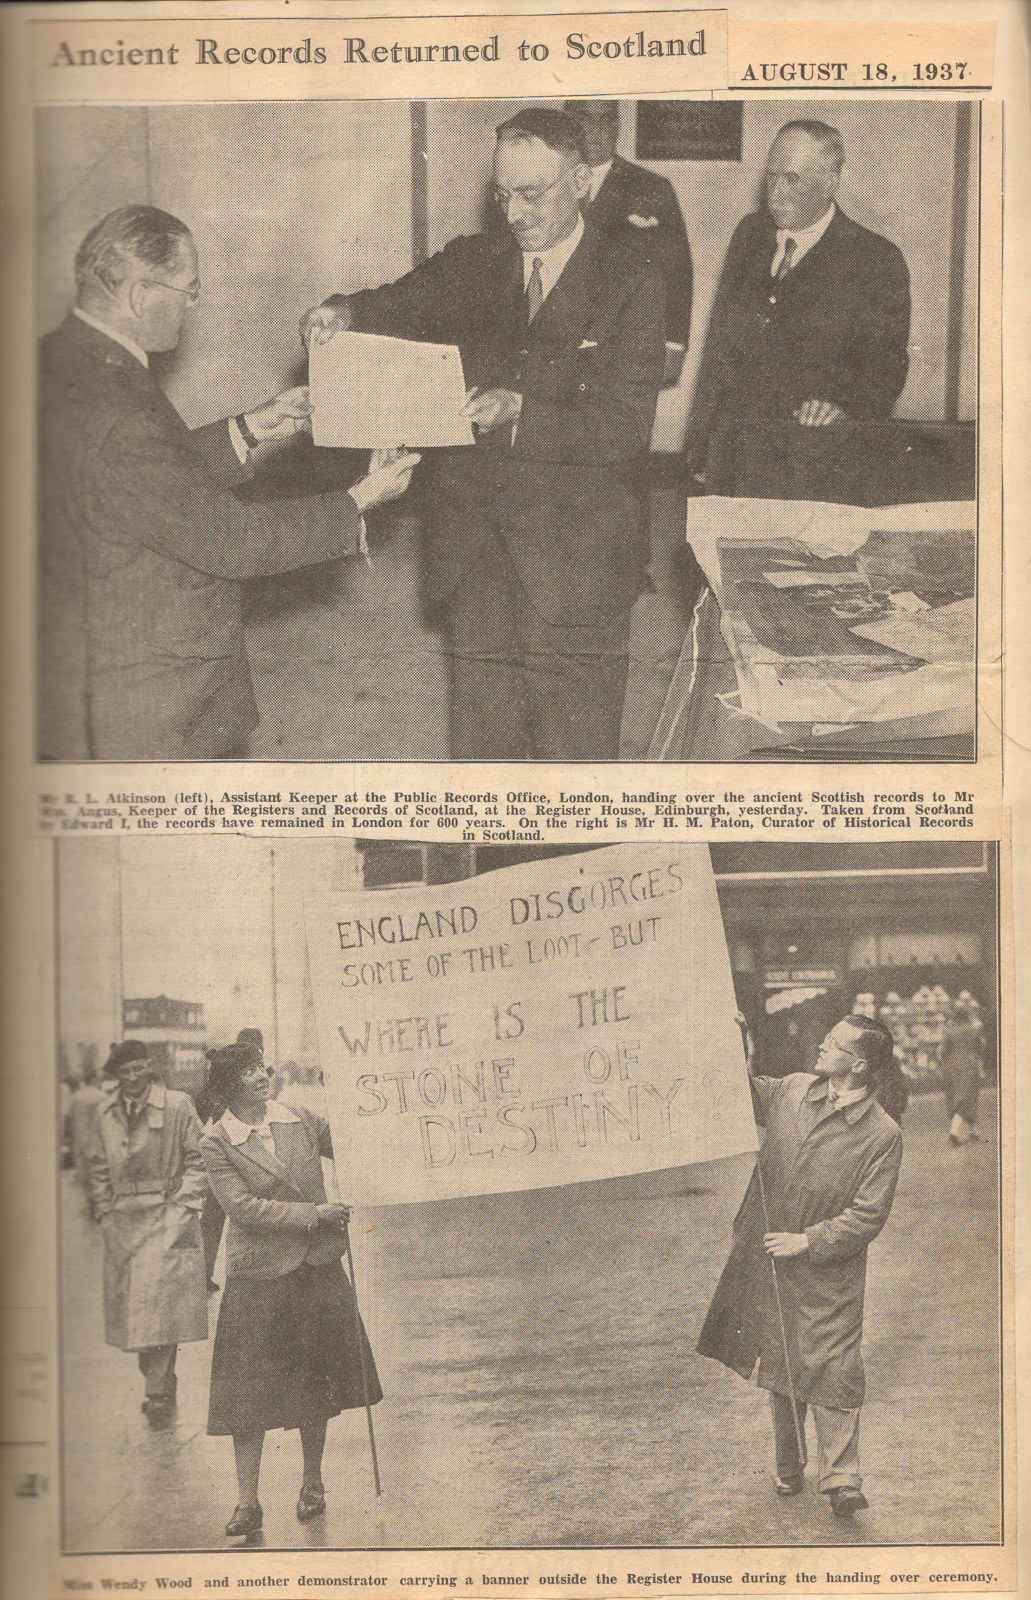 Ancient Records Returned to Scotland
AUGUST 18, 1937.
Mr R. L. Atkinson (left), Assistant Keeper at the Public Records Office, London, handing over the ancient Scottish records to Mr
Wm. Angus, Keeper of the Registers and Records of Scotland, at the Register House, Edinburgh, yesterday. Taken from Scotland
by Edward I, the records have remained in London for 600 years. On the right is Mr H. M. Paton, Curator of Historical Records
in Scotland.
ENGLAND DISGORGES
SOME OF THE LOOT - BUT
WHERE IS THE
STONE OF
DESTINY?
Miss Wendy Wood and another demonstrator carrying a banner outside the Register House during the handing over ceremony.